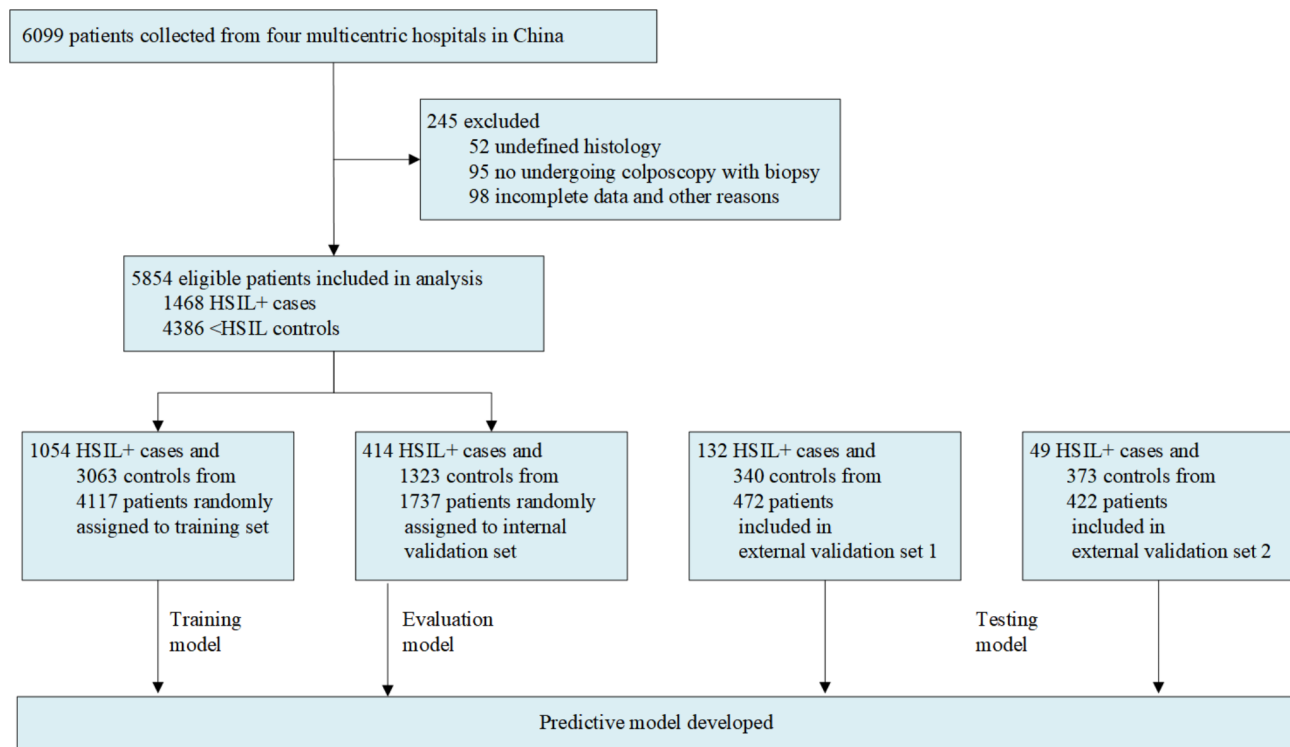 6099 patients collected from four multicentric hospitals in China
245 excluded
52 undefined histology
95 no undergoing colposcopy with biopsy
98 incomplete data and other reasons
5854 eligible patients included in analysis
1468 HSIL+ cases
4386 <HSIL controls
1054 HSIL+ cases and
3063 controls from
4117 patients randomly
assigned to training set
414 HSIL+ cases and
1323 controls from
1737 patients randomly
assigned to internal
validation set
132 HSIL+ cases and
340 controls from
472 patients
included in
external validation set 1
49 HSIL+ cases and
373 controls from
422 patients
included in
external validation set 2
Training
model
Evaluation
model
Testing
model
Predictive model developed